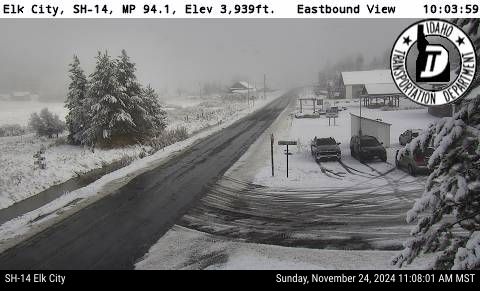 Elk City, SH-14, MP 94.1, Elev 3,939ft. Eastbound View 10:03:59
IDAHO
TRANSPORTATION DEPARTMENT
SH-14 Elk City Sunday, November 24, 2024 11:08:01 AM MST